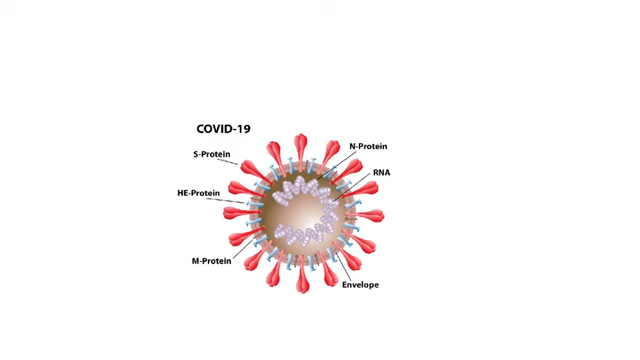 COVID-19
S-Protein
N-Protein
RNA
HE-Protein
M-Protein
Envelope